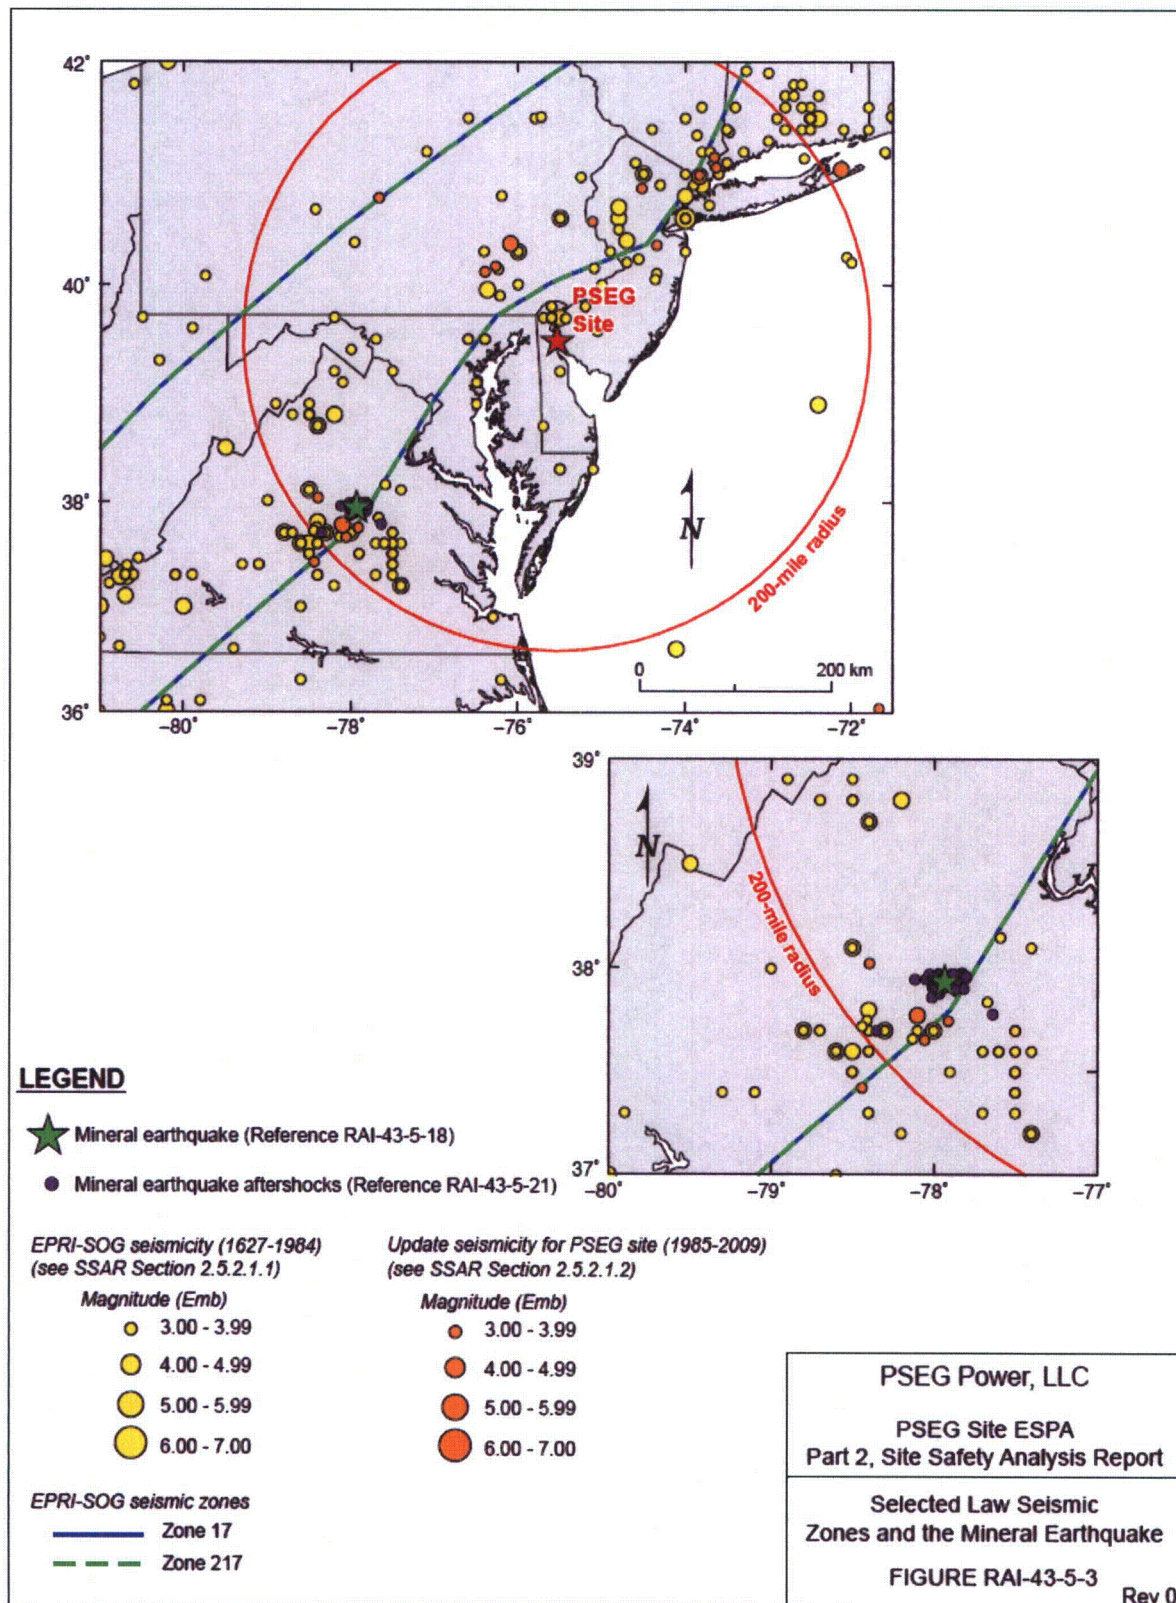 42°
40°
38°
36°
PSEG
Site
200-mile radius
N
0
200 km
-80°
-78°
-76°
-74°
-72°
39°
38°
37°
N
200-mile radius
-80°
-79°
-78°
-77°
LEGEND
Mineral earthquake (Reference RAI-43-5-18)
Mineral earthquake aftershocks (Reference RAI-43-5-21)
EPRI-SOG seismicity (1627-1984)
(see SSAR Section 2.5.2.1.1)
Magnitude (Emb)
3.00 - 3.99
4.00 - 4.99
5.00 - 5.99
6.00 - 7.00
Update seismicity for PSEG site (1985-2009)
(see SSAR Section 2.5.2.1.2)
Magnitude (Emb)
3.00 - 3.99
4.00 - 4.99
5.00 - 5.99
6.00 - 7.00
EPRI-SOG seismic zones
Zone 17
Zone 217
PSEG Power, LLC
PSEG Site ESPA
Part 2, Site Safety Analysis Report
Selected Law Seismic
Zones and the Mineral Earthquake
FIGURE RAI-43-5-3
Rev 0